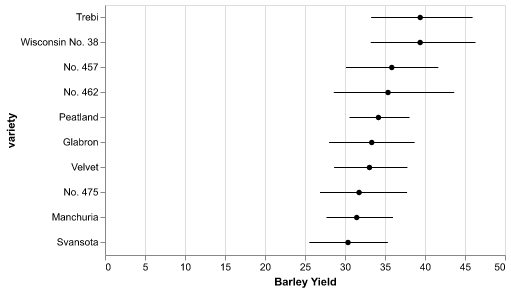 variety
Trebi
Wisconsin No. 38
No. 457
No. 462
Peatland
Glabron
Velvet
No. 475
Manchuria
Svansota
0 5 10 15 20 25 30 35 40 45 50
Barley Yield